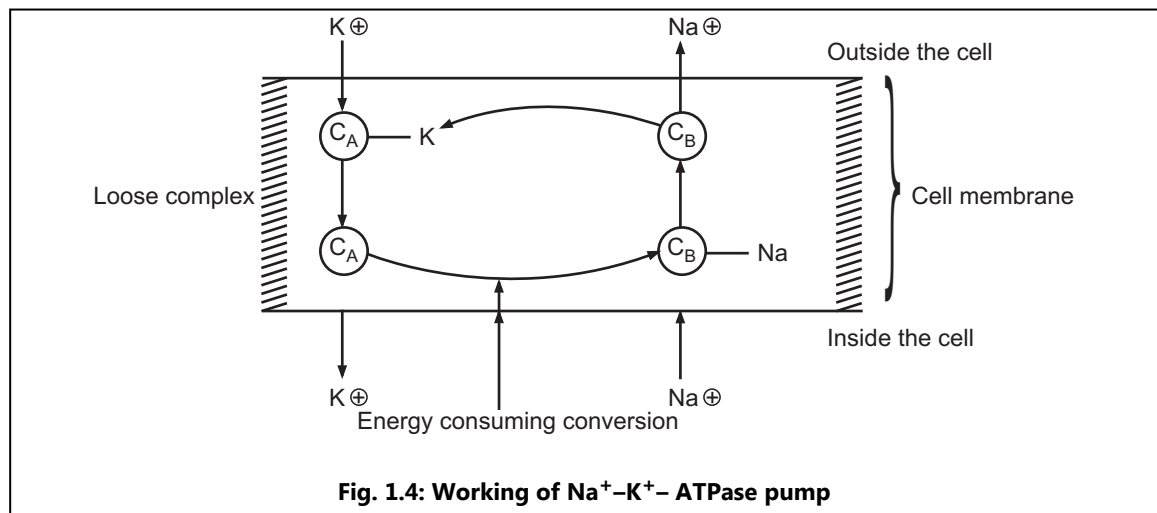 K⊕ Na⊕
Outside the cell
C_A K C_B
Loose complex Cell membrane
C_A C_B Na
Inside the cell
K⊕ Na⊕
Energy consuming conversion
Fig. 1.4: Working of Na⁺–K⁺– ATPase pump